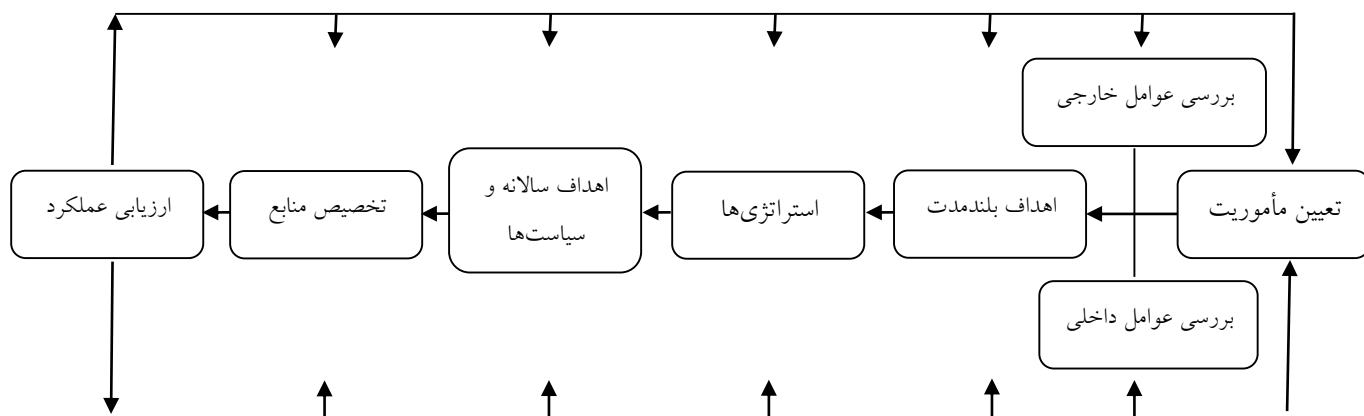 بررسی عوامل خارجی
تعیین مأموریت
اهداف بلندمدت
استراتژی‌ها
اهداف سالانه و
سیاست‌ها
تخصیص منابع
ارزیابی عملکرد
بررسی عوامل داخلی